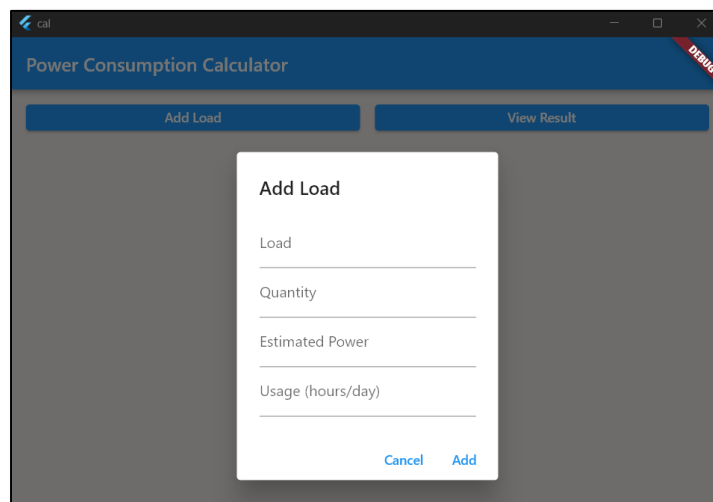 cal
Power Consumption Calculator
DEBUG
Add Load
View Result
Add Load
Load
Quantity
Estimated Power
Usage (hours/day)
Cancel Add